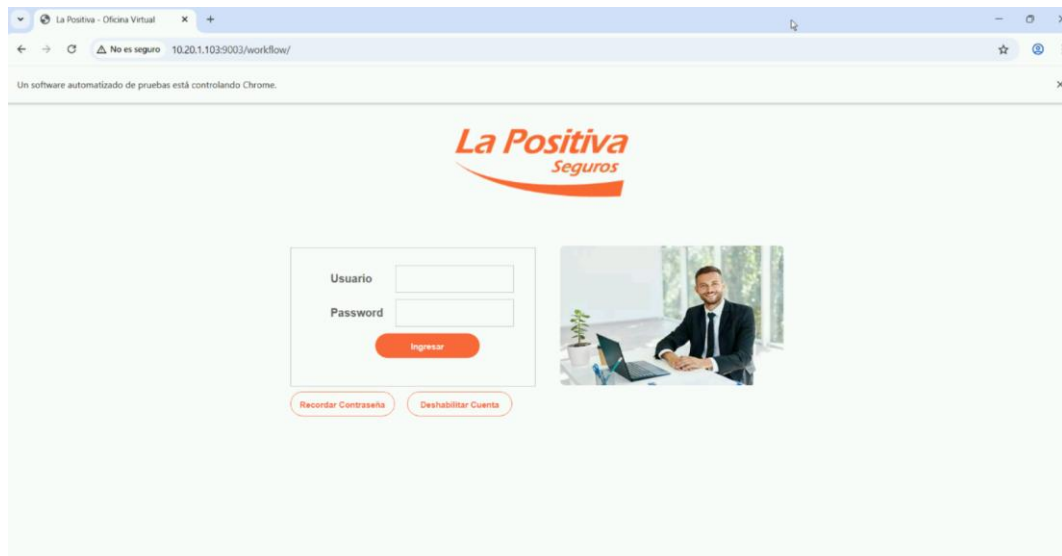 La Positiva - Oficina Virtual
No es seguro 10.20.1.103:9003/workflow/
Un software automatizado de pruebas está controlando Chrome.
La Positiva
Seguros
Usuario
Password
Ingresar
Recordar Contraseña Deshabilitar Cuenta